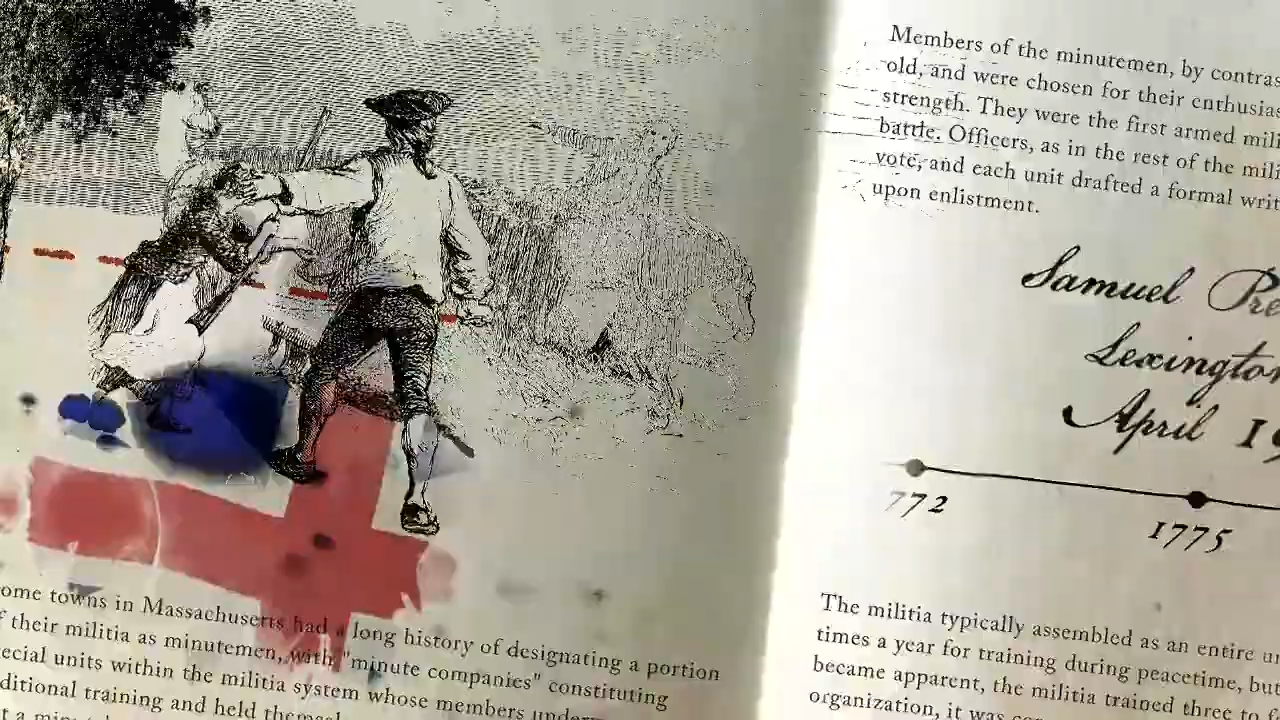 ome towns in Massachusetts had a long history of designating a portion
f their militia as minutemen, with "minute companies" constituting
ecial units within the militia system whose members underw
ditional training and held themsel
Members of the minutemen, by contras
old, and were chosen for their enthusias
strength. They were the first armed mili
battle. Officers, as in the rest of the mili
vote, and each unit drafted a formal writ
upon enlistment.
Samuel Pre
Lexington
April 19
772
1775
The militia typically assembled as an entire un
times a year for training during peacetime, but
became apparent, the militia trained three to f
organization, it was